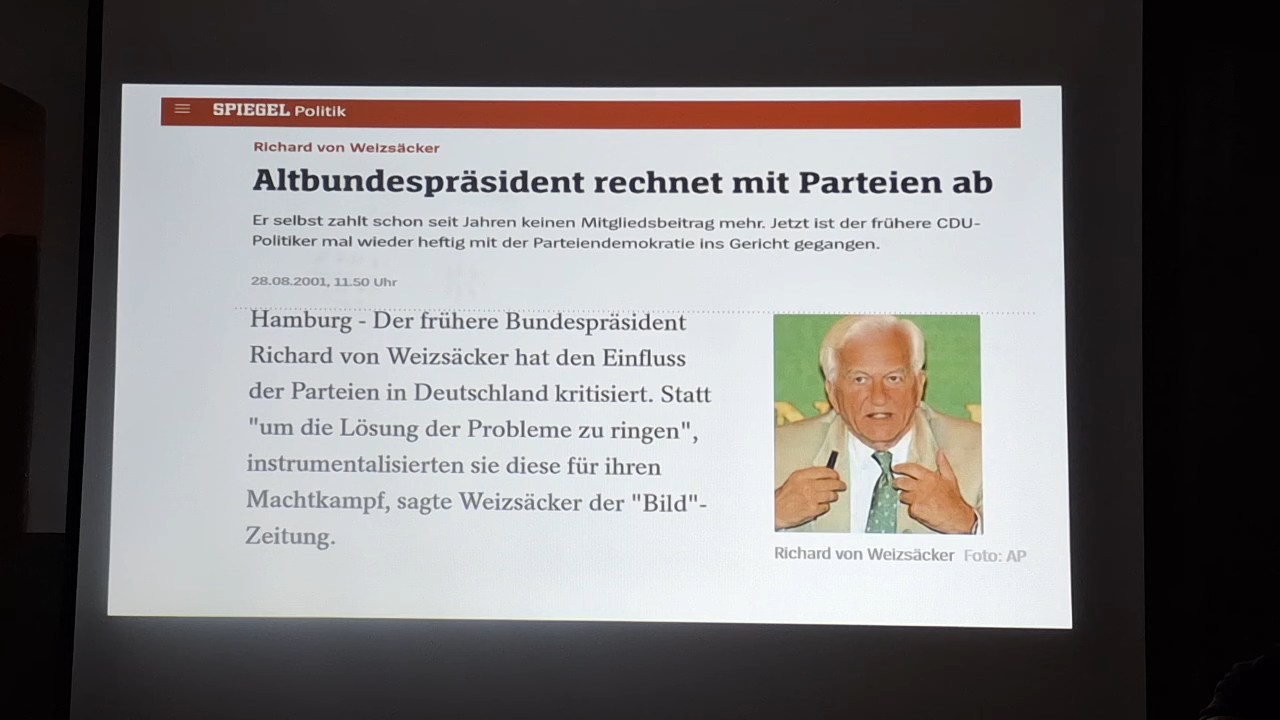 SPIEGEL Politik
Richard von Weizsäcker
Altbundespräsident rechnet mit Parteien ab
Er selbst zahlt schon seit Jahren keinen Mitgliedsbeitrag mehr. Jetzt ist der frühere CDU-
Politiker mal wieder heftig mit der Parteiendemokratie ins Gericht gegangen.
28.08.2001, 11.50 Uhr
Hamburg - Der frühere Bundespräsident
Richard von Weizsäcker hat den Einfluss
der Parteien in Deutschland kritisiert. Statt
"um die Lösung der Probleme zu ringen",
instrumentalisierten sie diese für ihren
Machtkampf, sagte Weizsäcker der "Bild"-
Zeitung.
Richard von Weizsäcker Foto: AP